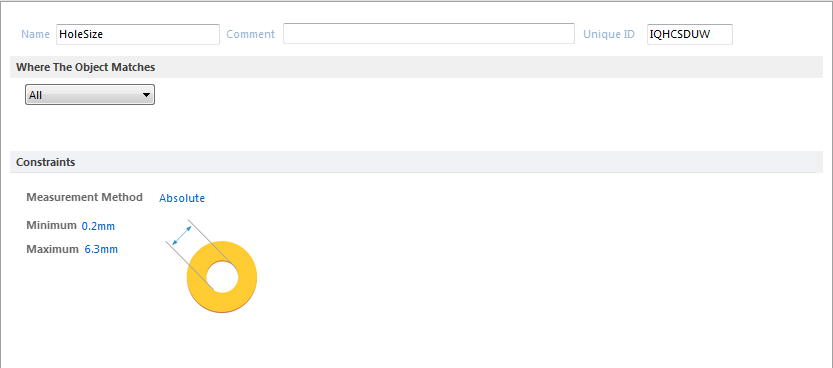 Name HoleSize Comment Unique ID IQHCSDUW
Where The Object Matches
All
Constraints
Measurement Method Absolute
Minimum 0.2mm
Maximum 6.3mm